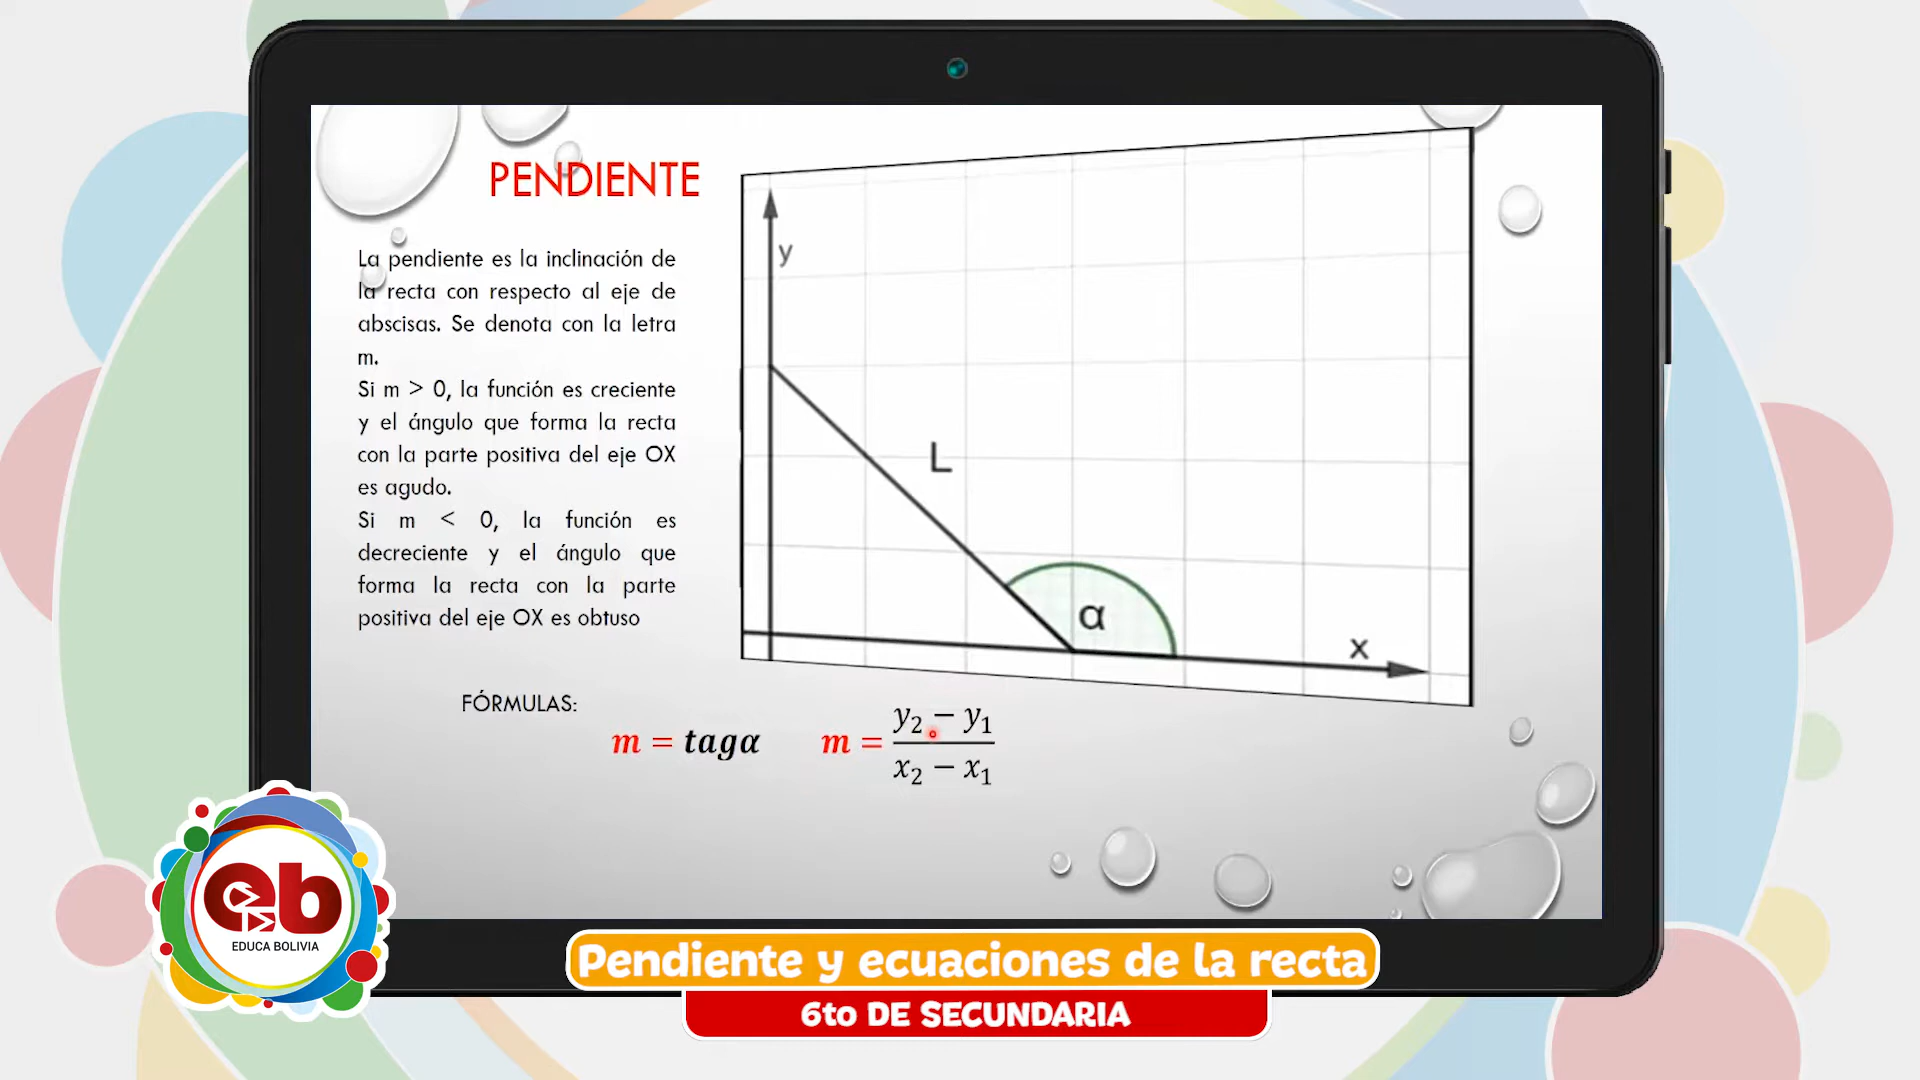 PENDIENTE
La pendiente es la inclinación de
la recta con respecto al eje de
abscisas. Se denota con la letra
m.
Si m > 0, la función es creciente
y el ángulo que forma la recta
con la parte positiva del eje OX
es agudo.
Si m < 0, la función es
decreciente y el ángulo que
forma la recta con la parte
positiva del eje OX es obtuso
y
L
α
x
FÓRMULAS:
m = tagα
m = \frac{y₂ − y₁}{x₂ − x₁}
eb
EDUCA BOLIVIA
Pendiente y ecuaciones de la recta
6to DE SECUNDARIA